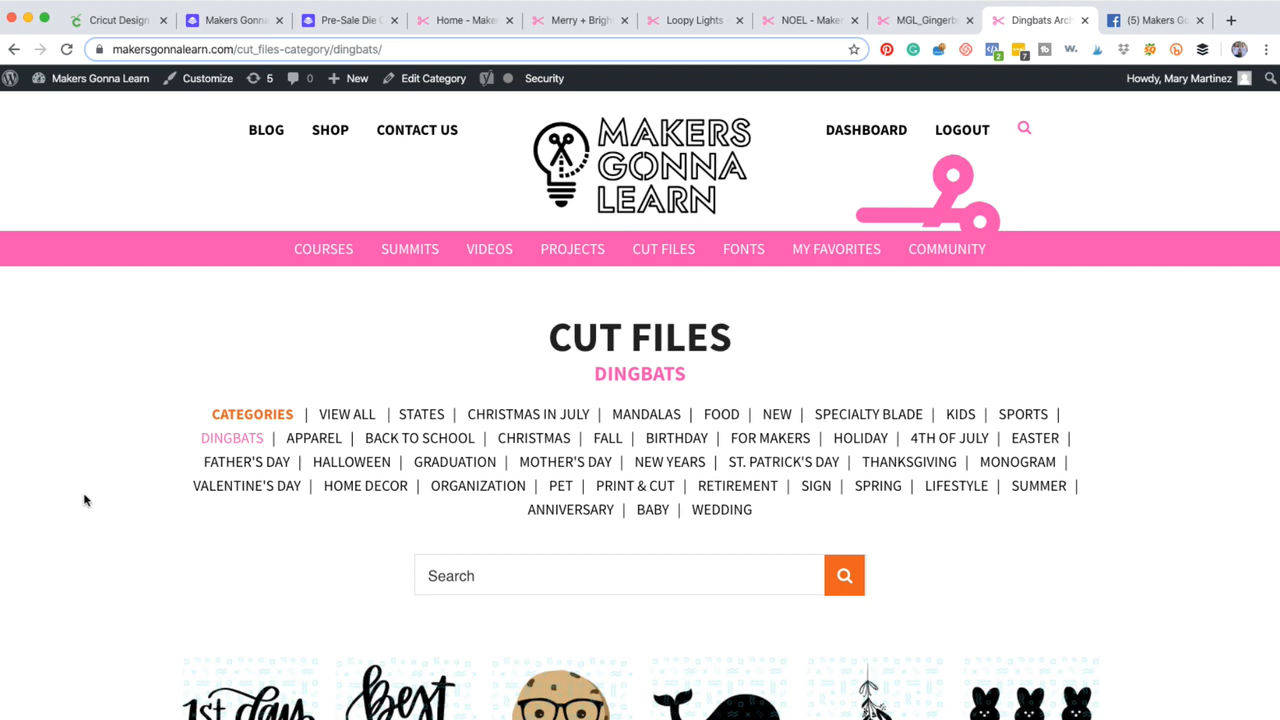 Cricut Design Makers Gonna Pre-Sale Die C Home - Make Merry + Brigh Loopy Lights - NOEL - Maker MGL_Gingerb Dingbats Arch (5) Makers Go
makersgonnalearn.com/cut_files-category/dingbats/ 2 7
Makers Gonna Learn Customize 5 0 New Edit Category Security Howdy, Mary Martinez
BLOG SHOP CONTACT US DASHBOARD LOGOUT
MAKERS
GONNA
LEARN
COURSES SUMMITS VIDEOS PROJECTS CUT FILES FONTS MY FAVORITES COMMUNITY
CUT FILES
DINGBATS
CATEGORIES | VIEW ALL | STATES | CHRISTMAS IN JULY | MANDALAS | FOOD | NEW | SPECIALTY BLADE | KIDS | SPORTS |
DINGBATS | APPAREL | BACK TO SCHOOL | CHRISTMAS | FALL | BIRTHDAY | FOR MAKERS | HOLIDAY | 4TH OF JULY | EASTER |
FATHER'S DAY | HALLOWEEN | GRADUATION | MOTHER'S DAY | NEW YEARS | ST. PATRICK'S DAY | THANKSGIVING | MONOGRAM |
VALENTINE'S DAY | HOME DECOR | ORGANIZATION | PET | PRINT & CUT | RETIREMENT | SIGN | SPRING | LIFESTYLE | SUMMER |
ANNIVERSARY | BABY | WEDDING
Search
1st day best